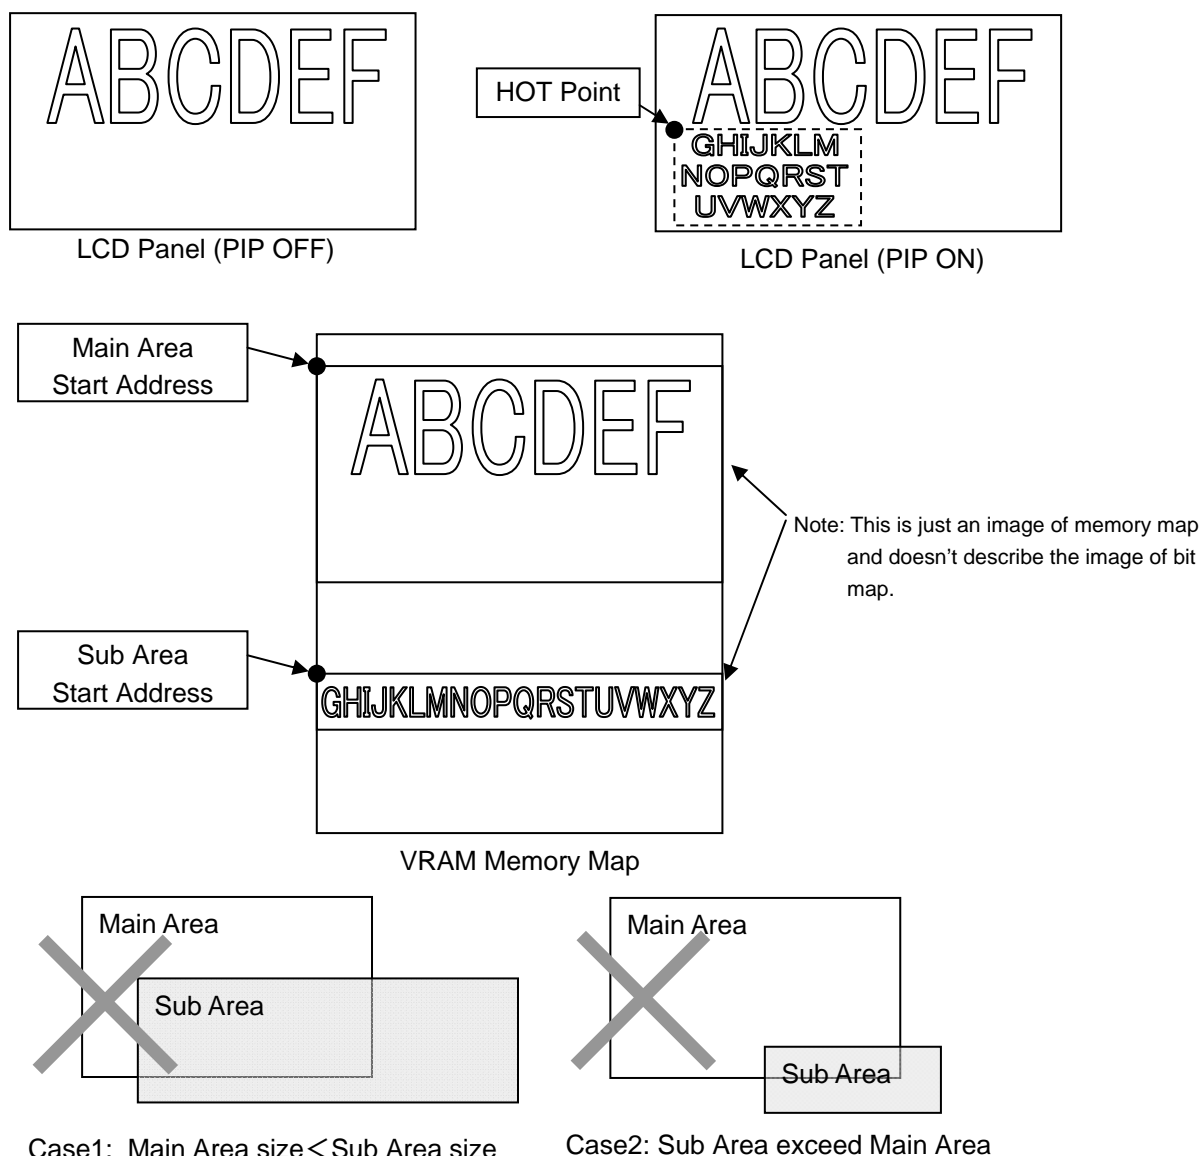 ABCDEF
LCD Panel (PIP OFF)
HOT Point
ABCDEF
GHIJKLM
NOPQRST
UVWXYZ
LCD Panel (PIP ON)
Main Area
Start Address
ABCDEF
Note: This is just an image of memory map
and doesn’t describe the image of bit
map.
Sub Area
Start Address
GHIJKLMNOPQRSTUVWXYZ
VRAM Memory Map
Main Area
Sub Area
Case1: Main Area size＜Sub Area size
Main Area
Sub Area
Case2: Sub Area exceed Main Area